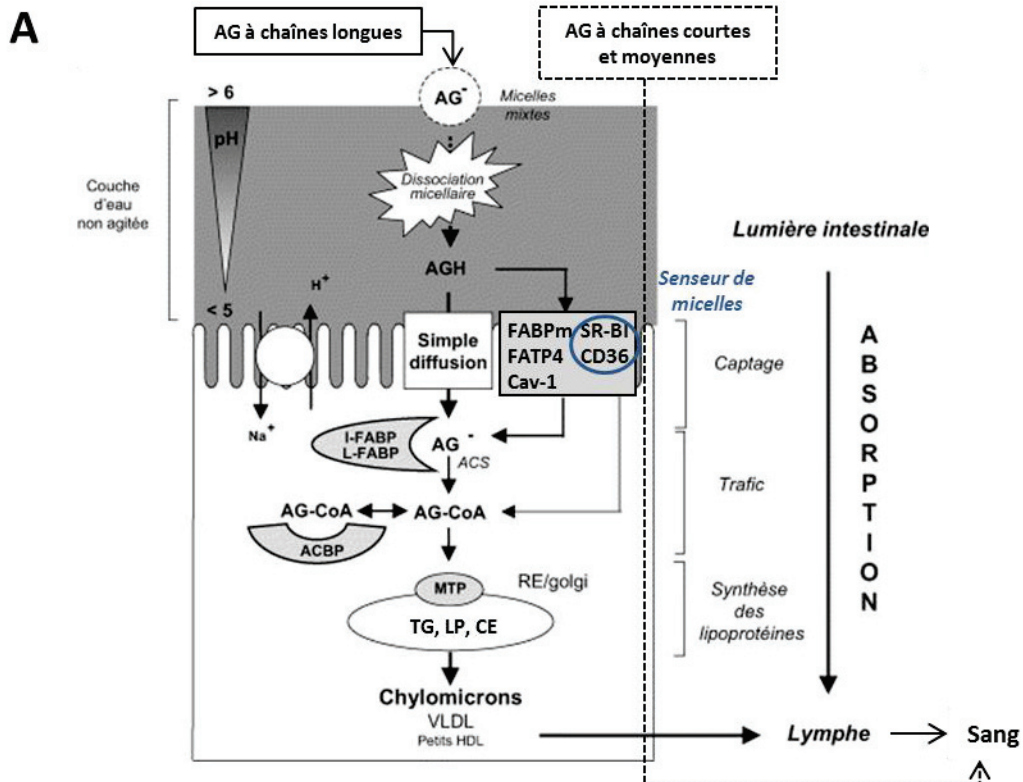 A
AG à chaînes longues
AG à chaînes courtes
et moyennes
> 6
pH
< 5
Couche
d'eau
non agitée
AG-
Micelles
mixtes
Dissociation
micellaire
AGH
H+
Na+
Simple
diffusion
FABPm SR-BI
FATP4 CD36
Cav-1
Senseur de
micelles
Lumière intestinale
Captage
I-FABP
L-FABP
AG -
ACS
AG-CoA
AG-CoA
ACBP
Trafic
MTP
RE/golgi
TG, LP, CE
Synthèse
des
lipoprotéines
ABSORPTION
Chylomicrons
VLDL
Petits HDL
Lymphe
Sang